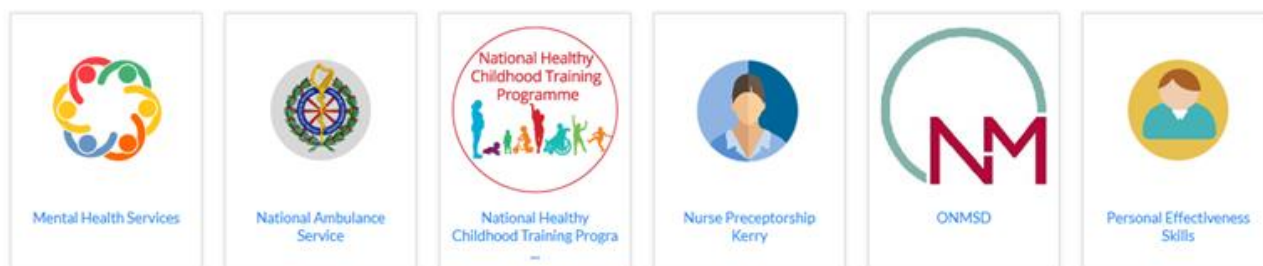 National Healthy
Childhood Training
Programme
NM
Mental Health Services
National Ambulance
Service
National Healthy
Childhood Training Progra
...
Nurse Preceptorship
Kerry
ONMSD
Personal Effectiveness
Skills